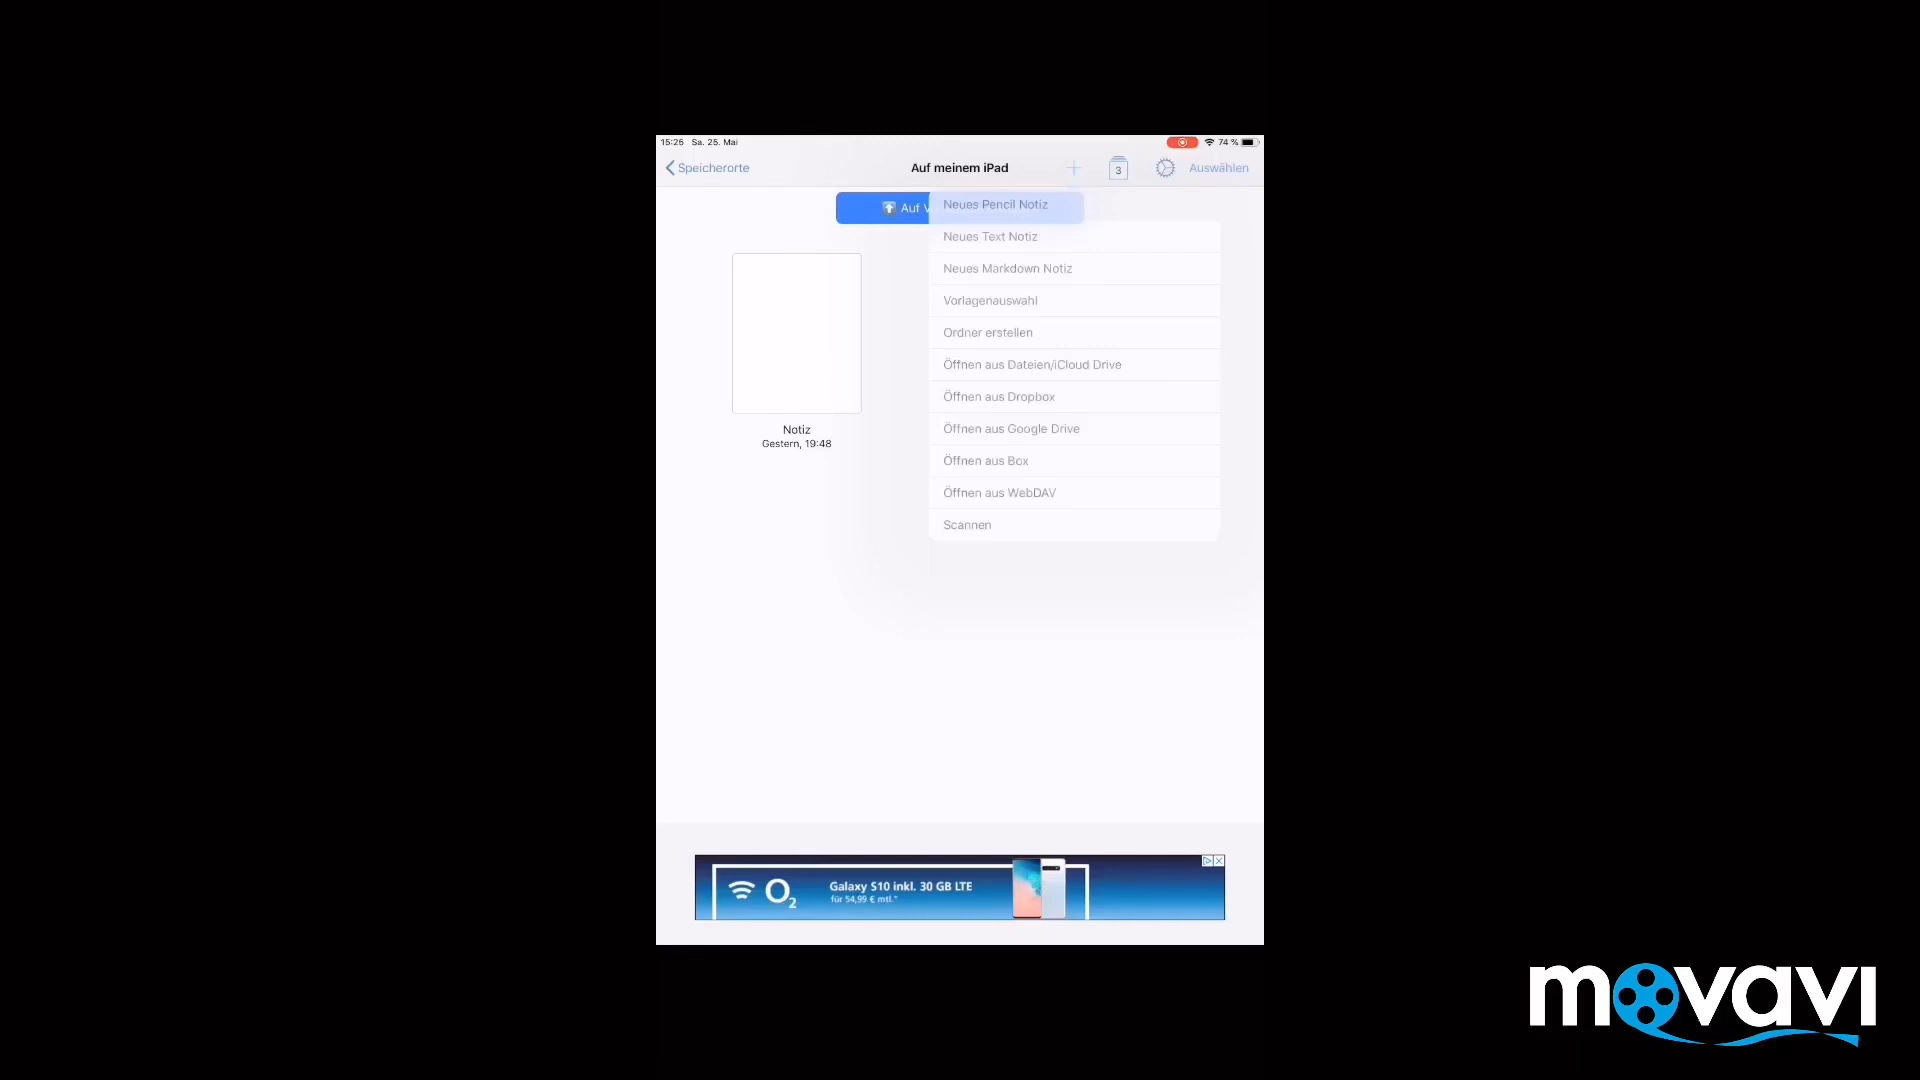 15:26 Sa. 25. Mai
74 %
Speicherorte
Auf meinem iPad
3
Auswählen
Auf V
Neues Pencil Notiz
Neues Text Notiz
Neues Markdown Notiz
Vorlagenauswahl
Ordner erstellen
Öffnen aus Dateien/iCloud Drive
Öffnen aus Dropbox
Öffnen aus Google Drive
Öffnen aus Box
Öffnen aus WebDAV
Scannen
Notiz
Gestern, 19:48
O2
Galaxy S10 inkl. 30 GB LTE
für 54,99 € mtl.*
movavi